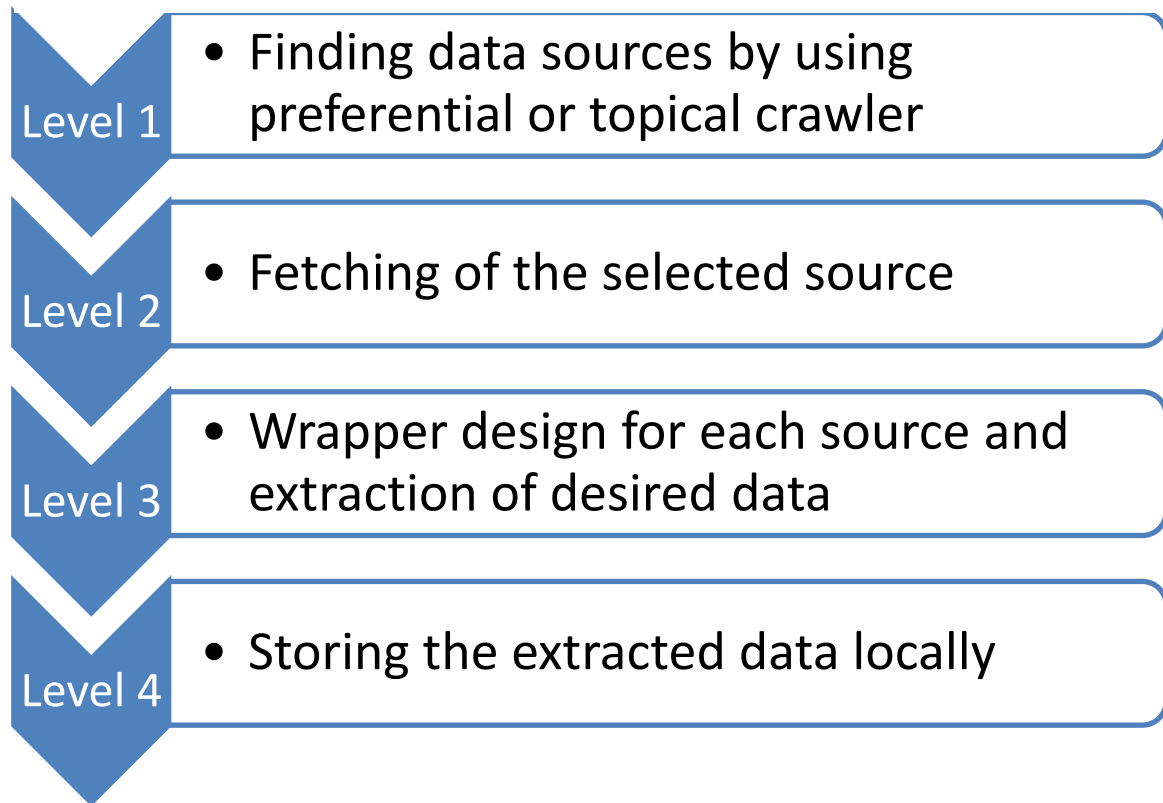 Level 1
• Finding data sources by using
preferential or topical crawler
Level 2
• Fetching of the selected source
Level 3
• Wrapper design for each source and
extraction of desired data
Level 4
• Storing the extracted data locally